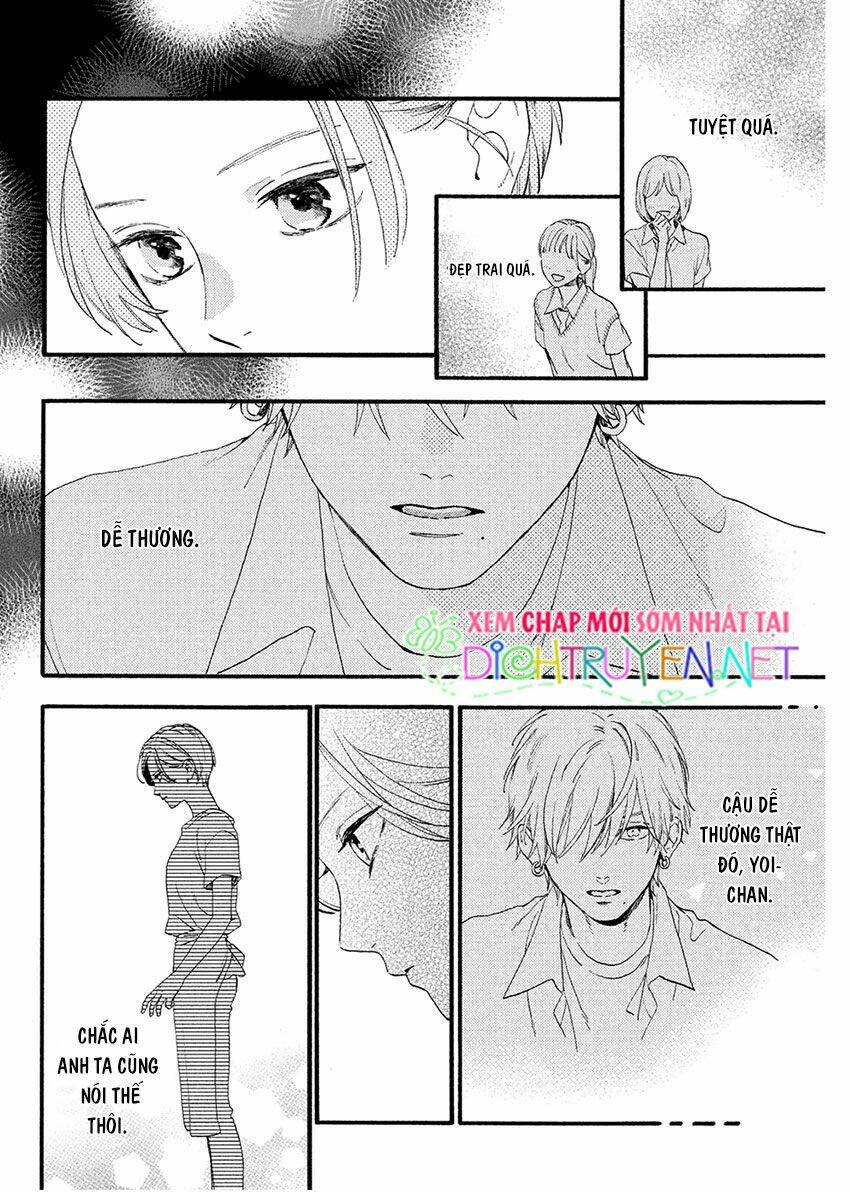 TUYỆT QUÁ.
ĐẸP TRAI QUÁ.
DỄ THƯƠNG.
XEM CHAP MỚI SỚM NHẤT TẠI
DICHTRUYEN.NET
CẬU DỄ
THƯƠNG THẬT
ĐÓ, YOI-
CHAN.
CHẮC AI
ANH TA CŨNG
NÓI THẾ
THÔI.